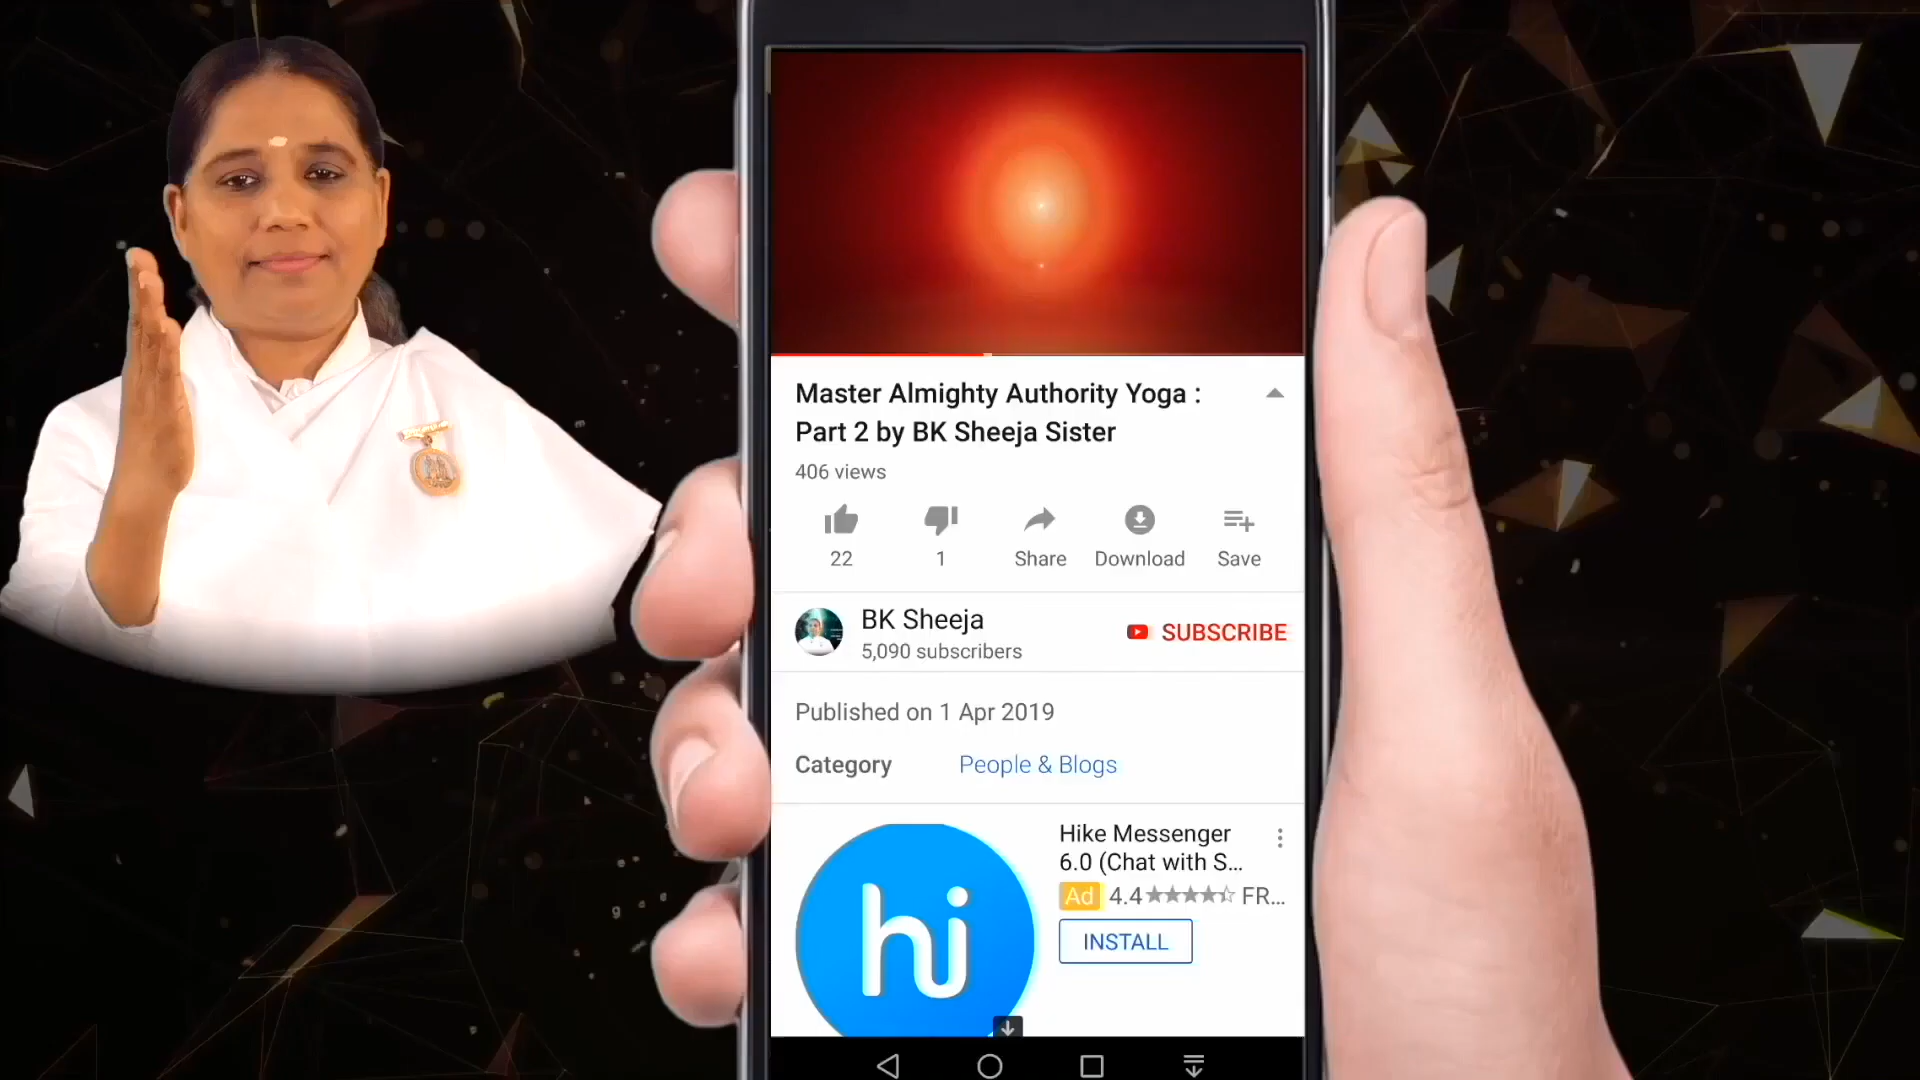 Master Almighty Authority Yoga :
Part 2 by BK Sheeja Sister
406 views
22
1
Share
Download
Save
BK Sheeja
5,090 subscribers
SUBSCRIBE
Published on 1 Apr 2019
Category
People & Blogs
hi
Hike Messenger
6.0 (Chat with S...
Ad 4.4 FR...
INSTALL